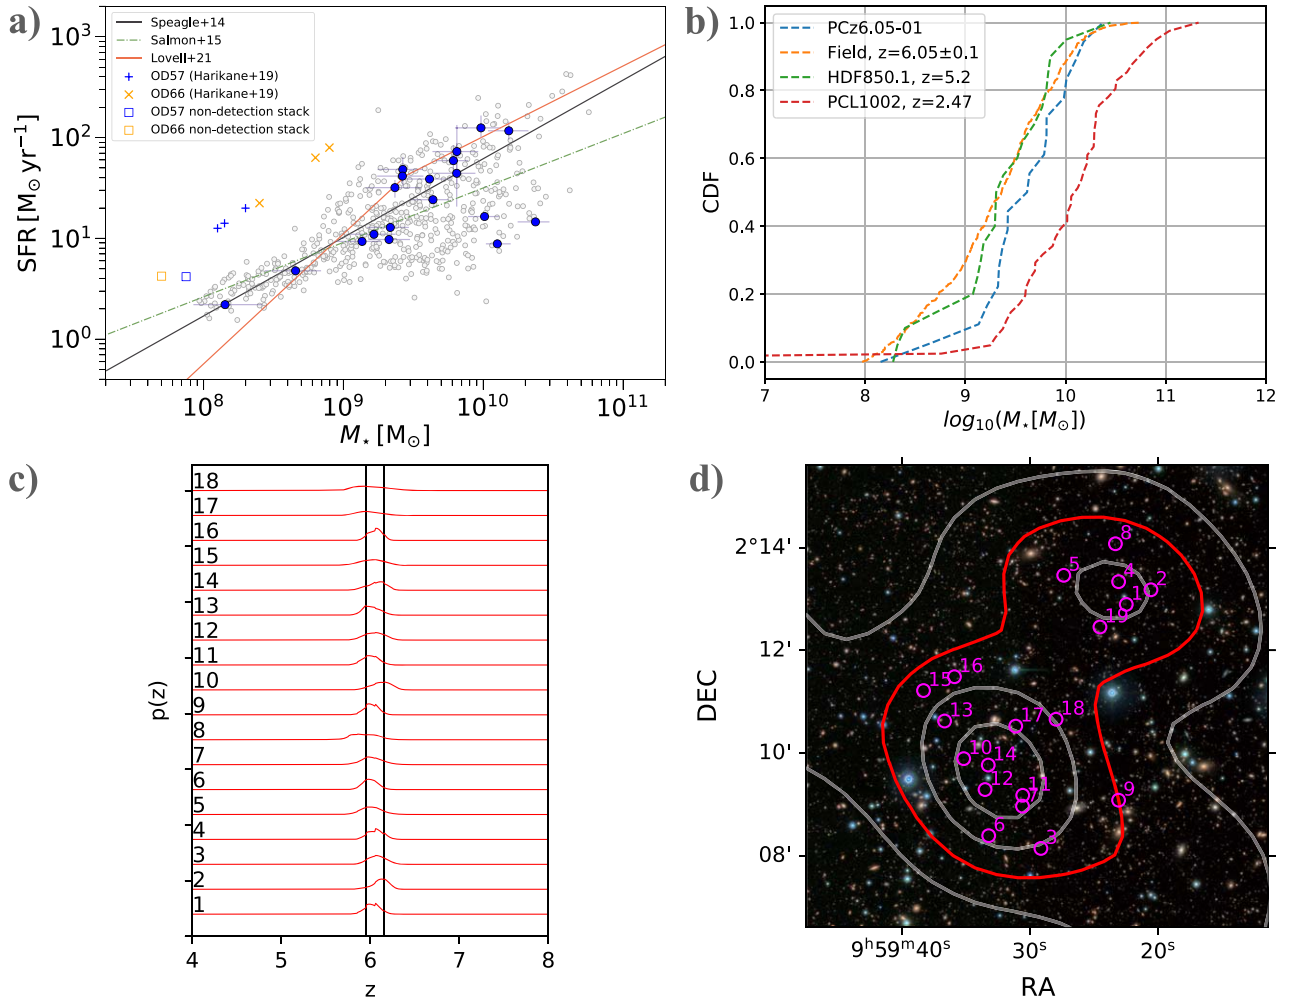 a)
SFR [M⊙ yr⁻¹]
10³
10²
10¹
10⁰
Speagle+14
Salmon+15
Lovell+21
OD57 (Harikane+19)
OD66 (Harikane+19)
OD57 non-detection stack
OD66 non-detection stack
10⁸ 10⁹ 10¹⁰ 10¹¹
M⋆ [M⊙]
b)
CDF
1.0
0.8
0.6
0.4
0.2
0.0
PCz6.05-01
Field, z=6.05±0.1
HDF850.1, z=5.2
PCL1002, z=2.47
7 8 9 10 11 12
log₁₀(M⋆[M⊙])
c)
p(z)
18
17
16
15
14
13
12
11
10
9
8
7
6
5
4
3
2
1
4 5 6 7 8
z
d)
DEC
2°14'
12'
10'
08'
8
5
4
2
1
19
16
15
13
17
18
10
14
12
11
7
9
6
3
9ʰ59ᵐ40ˢ 30ˢ 20ˢ
RA